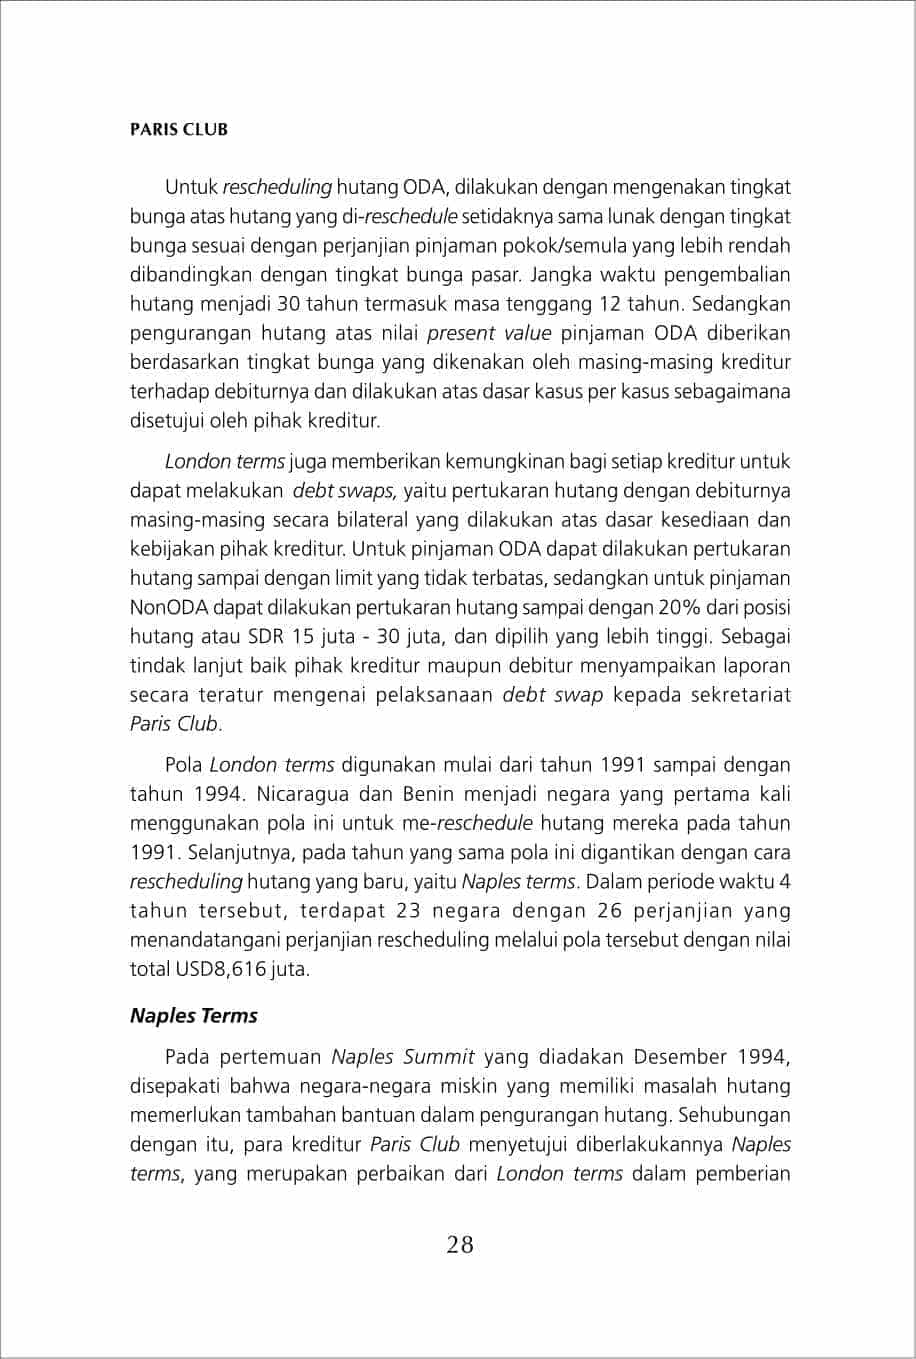 PARIS CLUB
Untuk rescheduling hutang ODA, dilakukan dengan mengenakan tingkat
bunga atas hutang yang di-reschedule setidaknya sama lunak dengan tingkat
bunga sesuai dengan perjanjian pinjaman pokok/semula yang lebih rendah
dibandingkan dengan tingkat bunga pasar. Jangka waktu pengembalian
hutang menjadi 30 tahun termasuk masa tenggang 12 tahun. Sedangkan
pengurangan hutang atas nilai present value pinjaman ODA diberikan
berdasarkan tingkat bunga yang dikenakan oleh masing-masing kreditur
terhadap debiturnya dan dilakukan atas dasar kasus per kasus sebagaimana
disetujui oleh pihak kreditur.
London terms juga memberikan kemungkinan bagi setiap kreditur untuk
dapat melakukan debt swaps, yaitu pertukaran hutang dengan debiturnya
masing-masing secara bilateral yang dilakukan atas dasar kesediaan dan
kebijakan pihak kreditur. Untuk pinjaman ODA dapat dilakukan pertukaran
hutang sampai dengan limit yang tidak terbatas, sedangkan untuk pinjaman
NonODA dapat dilakukan pertukaran hutang sampai dengan 20% dari posisi
hutang atau SDR 15 juta - 30 juta, dan dipilih yang lebih tinggi. Sebagai
tindak lanjut baik pihak kreditur maupun debitur menyampaikan laporan
secara teratur mengenai pelaksanaan debt swap kepada sekretariat
Paris Club.
Pola London terms digunakan mulai dari tahun 1991 sampai dengan
tahun 1994. Nicaragua dan Benin menjadi negara yang pertama kali
menggunakan pola ini untuk me-reschedule hutang mereka pada tahun
1991. Selanjutnya, pada tahun yang sama pola ini digantikan dengan cara
rescheduling hutang yang baru, yaitu Naples terms. Dalam periode waktu 4
tahun tersebut, terdapat 23 negara dengan 26 perjanjian yang
menandatangani perjanjian rescheduling melalui pola tersebut dengan nilai
total USD8,616 juta.
Naples Terms
Pada pertemuan Naples Summit yang diadakan Desember 1994,
disepakati bahwa negara-negara miskin yang memiliki masalah hutang
memerlukan tambahan bantuan dalam pengurangan hutang. Sehubungan
dengan itu, para kreditur Paris Club menyetujui diberlakukannya Naples
terms, yang merupakan perbaikan dari London terms dalam pemberian
28